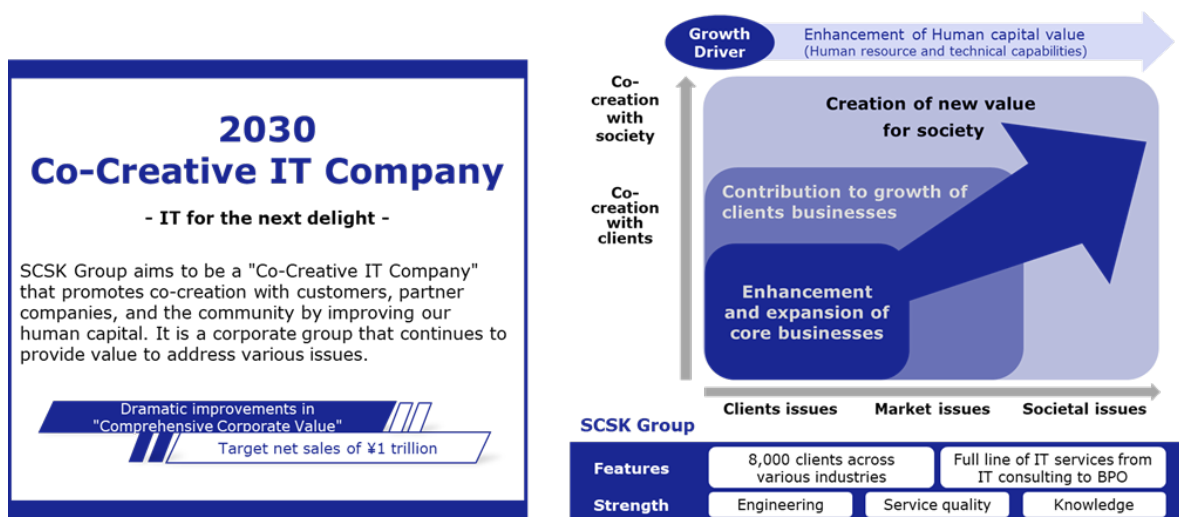 2030
Co-Creative IT Company
- IT for the next delight -
SCSK Group aims to be a "Co-Creative IT Company"
that promotes co-creation with customers, partner
companies, and the community by improving our
human capital. It is a corporate group that continues to
provide value to address various issues.
Dramatic improvements in
"Comprehensive Corporate Value"
Target net sales of ¥1 trillion
Growth
Driver
Enhancement of Human capital value
(Human resource and technical capabilities)
Co-
creation
with
society
Co-
creation
with
clients
Creation of new value
for society
Contribution to growth of
clients businesses
Enhancement
and expansion of
core businesses
Clients issues
Market issues
Societal issues
SCSK Group
Features
8,000 clients across
various industries
Full line of IT services from
IT consulting to BPO
Strength
Engineering
Service quality
Knowledge